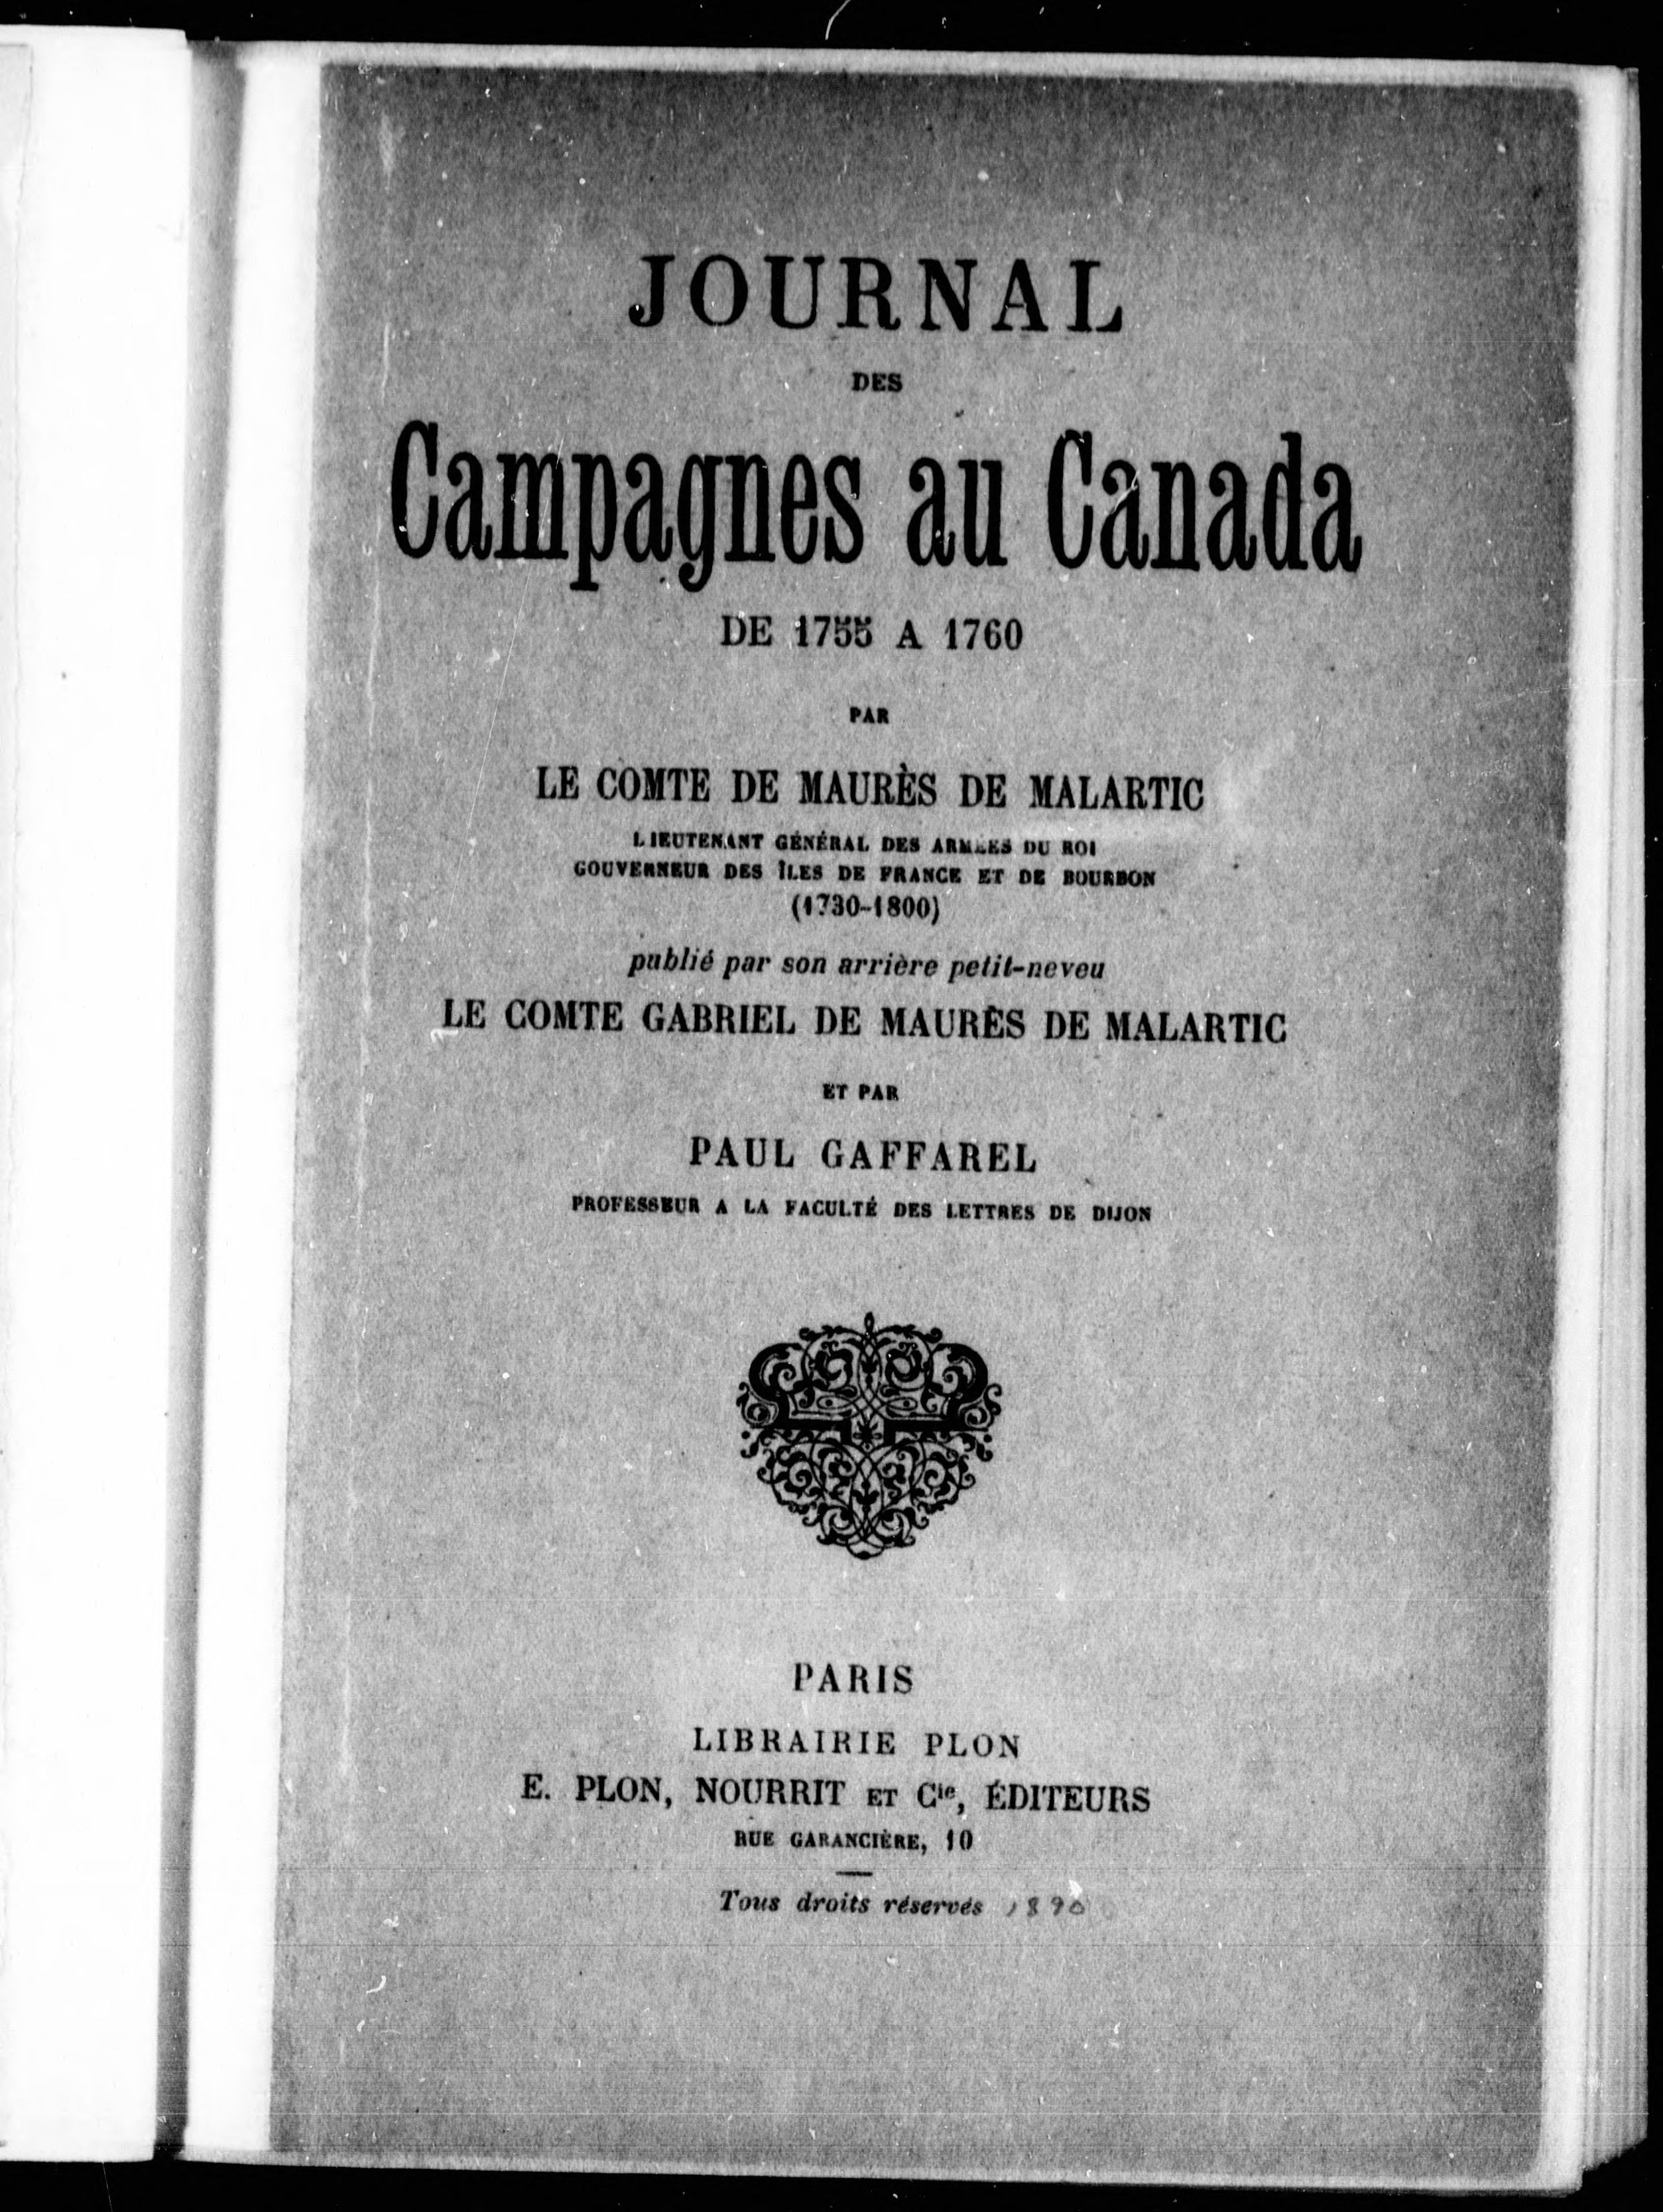 JOURNAL
DES
Campagnes au Canada
DE 1755 A 1760
PAR
LE COMTE DE MAURÈS DE MALARTIC
LIEUTENANT GÉNÉRAL DES ARMÉES DU ROI
GOUVERNEUR DES ÎLES DE FRANCE ET DE BOURBON
(1730-1800)
publié par son arrière petit-neveu
LE COMTE GABRIEL DE MAURÈS DE MALARTIC
ET PAR
PAUL GAFFAREL
PROFESSEUR A LA FACULTÉ DES LETTRES DE DIJON
PARIS
LIBRAIRIE PLON
E. PLON, NOURRIT ET Cie, ÉDITEURS
RUE GARANCIÈRE, 10
Tous droits réservés 1890